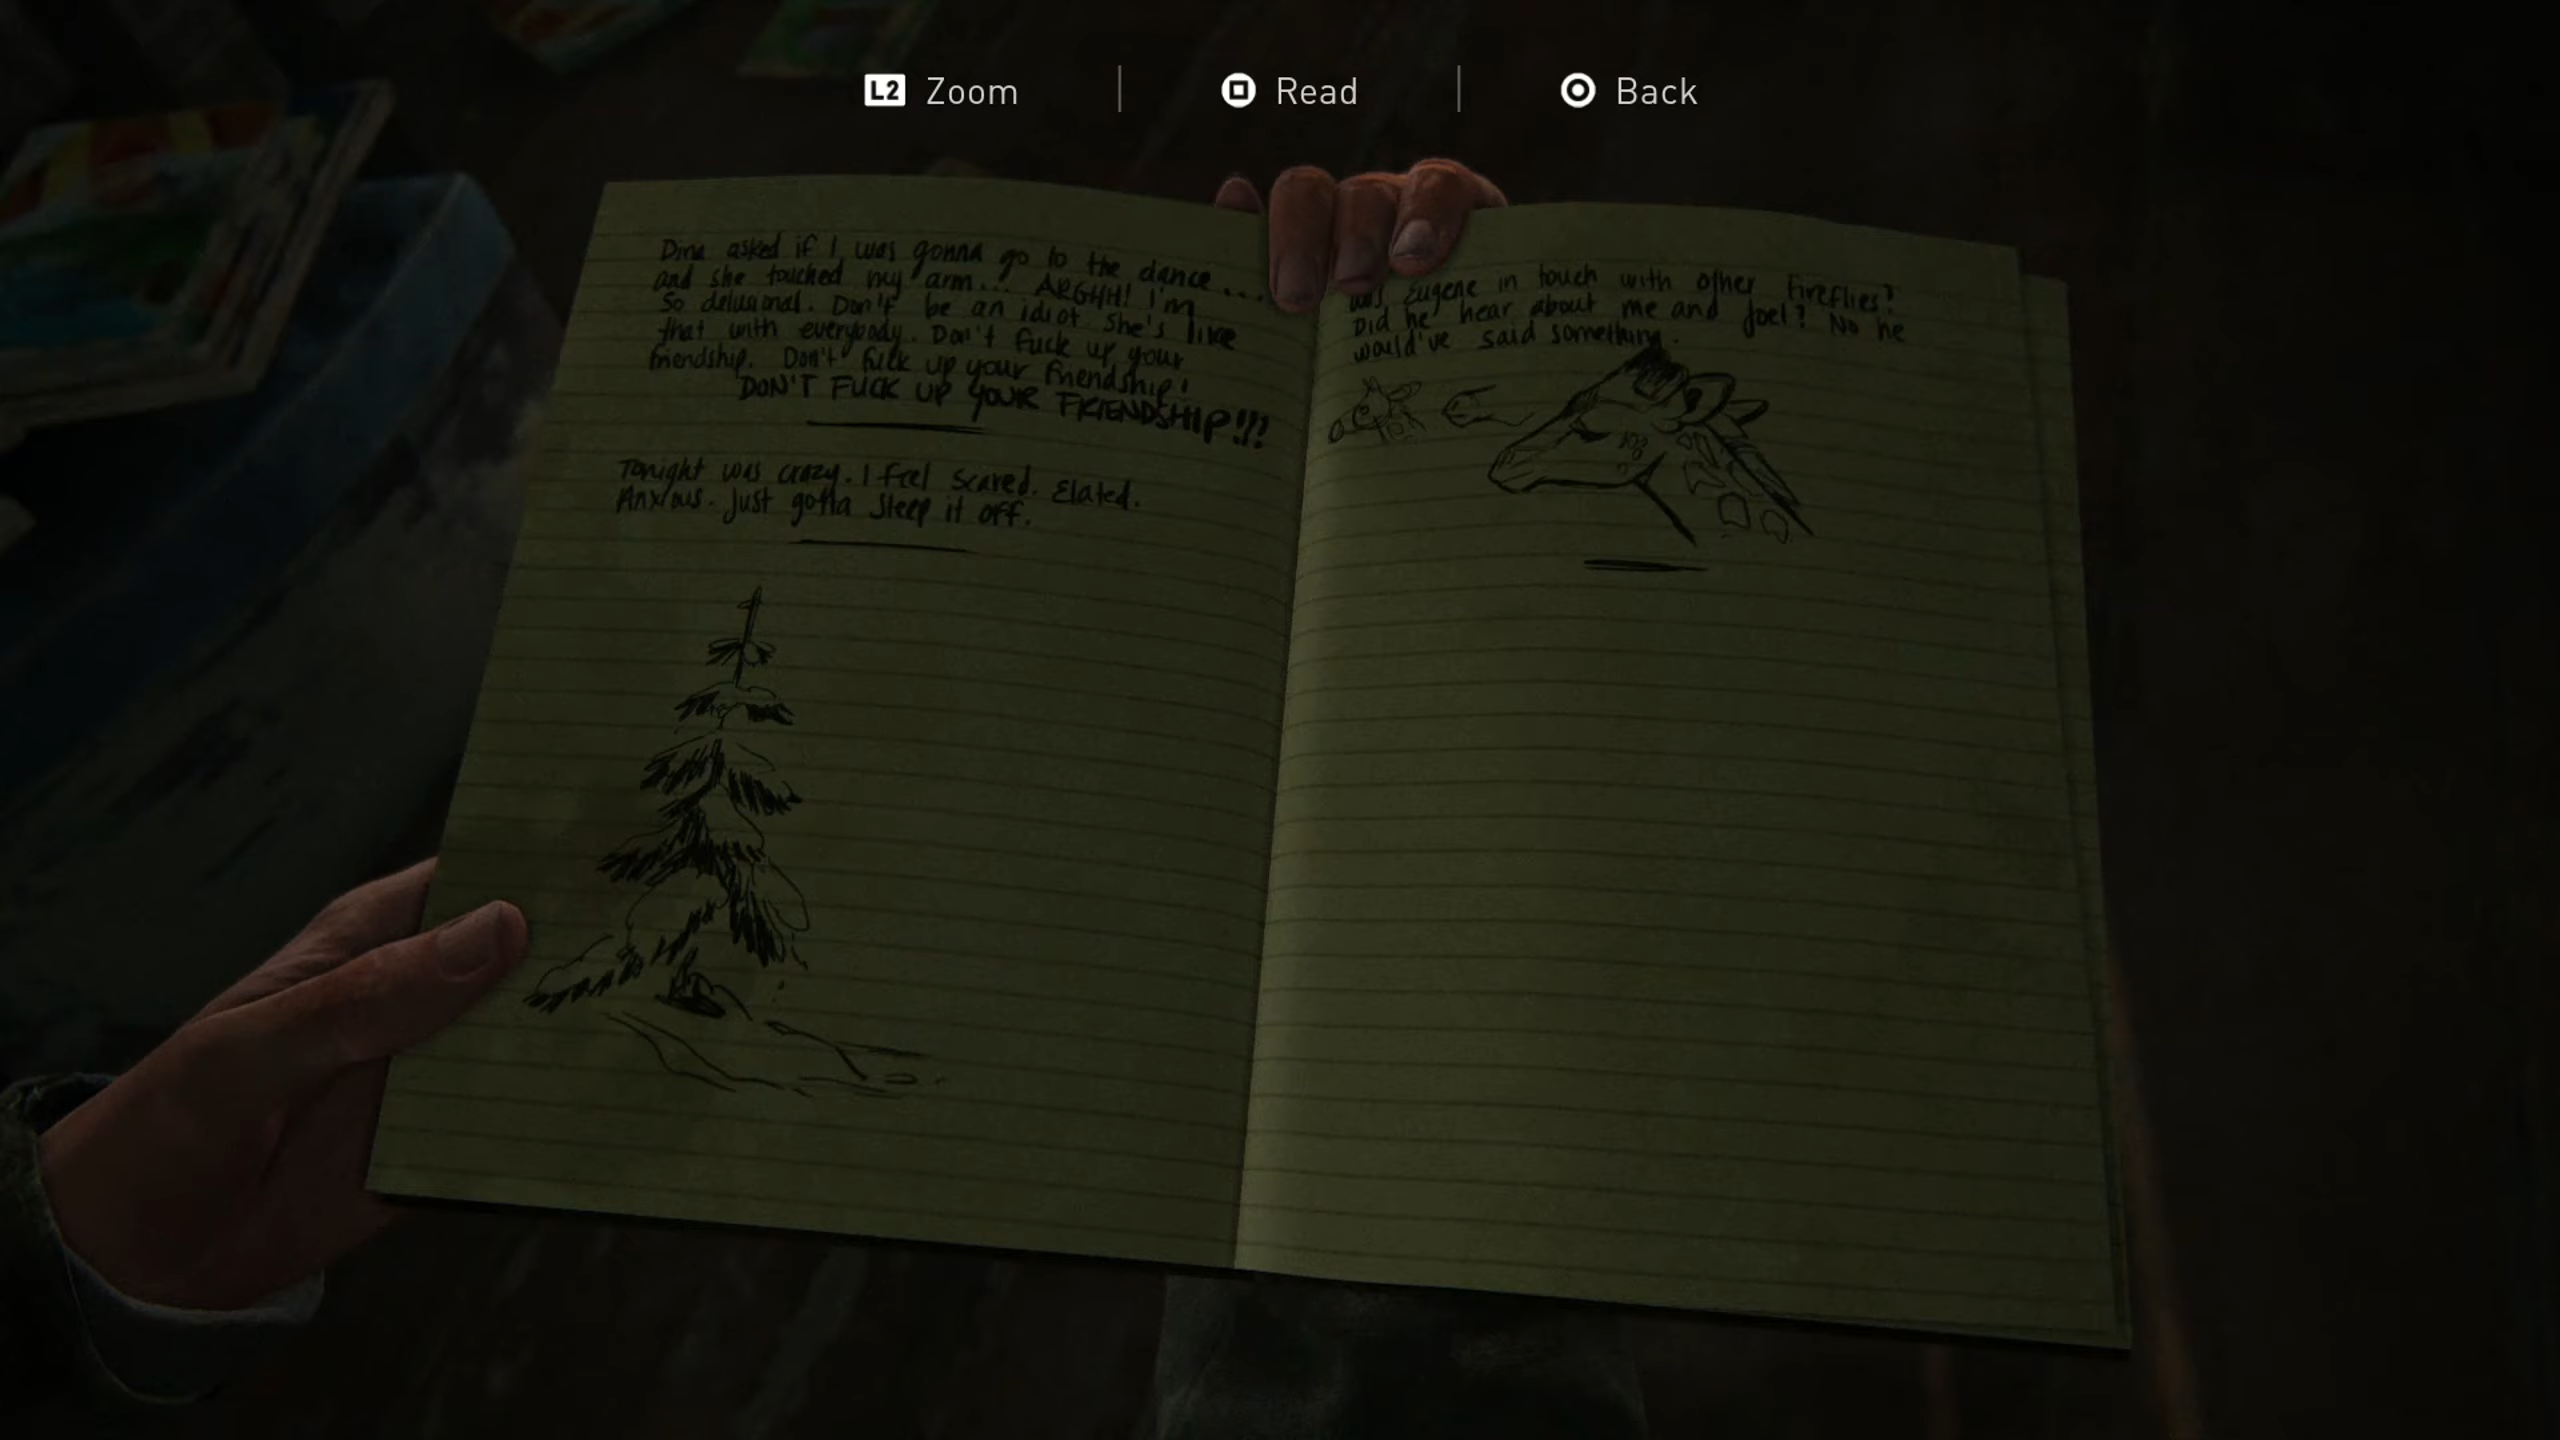 L2 Zoom
Read
Back
Dina asked if I was gonna go to the dance...
and she touched my arm... ARGHH! I'm
so delusional. Don't be an idiot she's like
that with everybody. Don't fuck up your
friendship. Don't fuck up your friendship!
DON'T FUCK UP YOUR FRIENDSHIP!!!
Tonight was crazy. I feel scared. Elated.
Anxious. Just gotta sleep it off.
was Eugene in touch with other fireflies?
Did he hear about me and Joel? No he
would've said something.